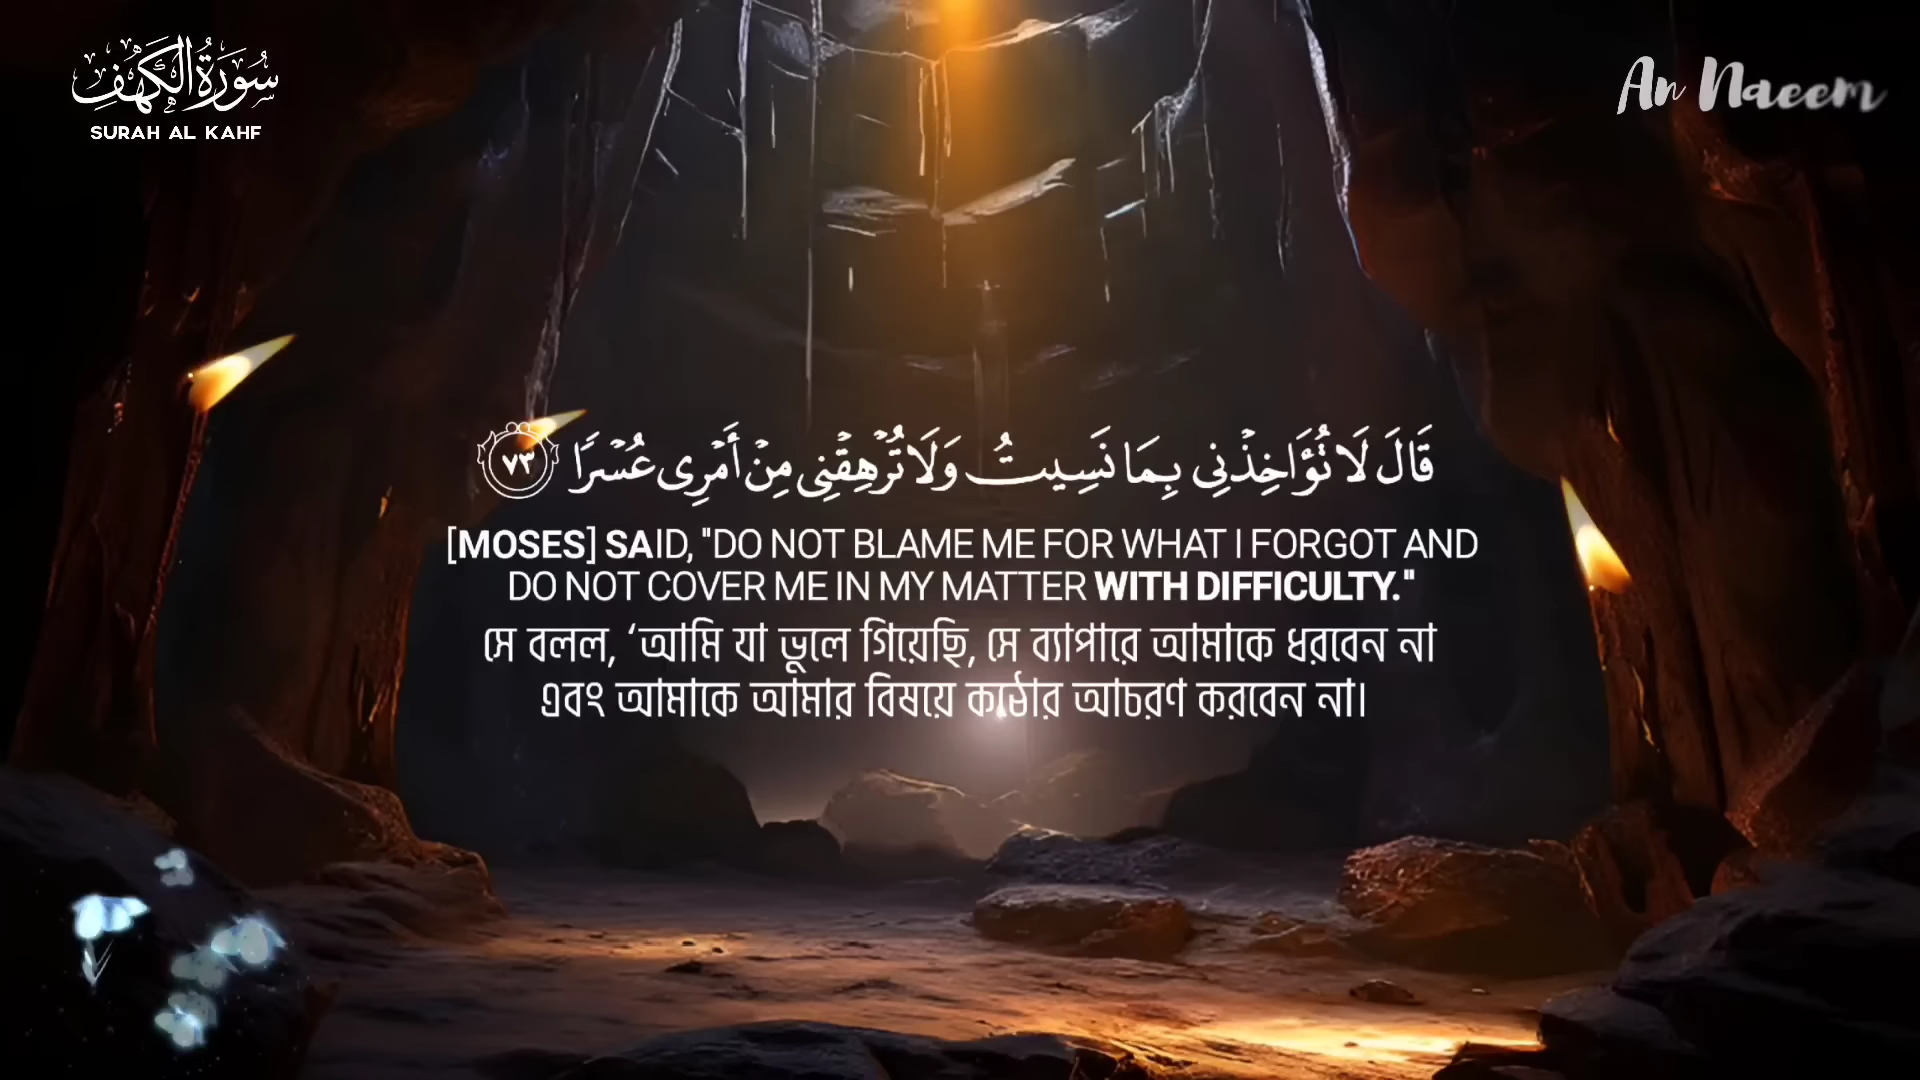 سُورَةُ الكَهْفِ
SURAH AL KAHF
An Naeem
قَالَ لَا تُؤَاخِذْنِى بِمَا نَسِيتُ وَلَا تُرْهِقْنِى مِنْ أَمْرِى عُسْرًا ٧٣
[MOSES] SAID, "DO NOT BLAME ME FOR WHAT I FORGOT AND
DO NOT COVER ME IN MY MATTER WITH DIFFICULTY."
সে বলল, ‘আমি যা ভুলে গিয়েছি, সে ব্যাপারে আমাকে ধরবেন না
এবং আমাকে আমার বিষয়ে কঠোর আচরণ করবেন না।